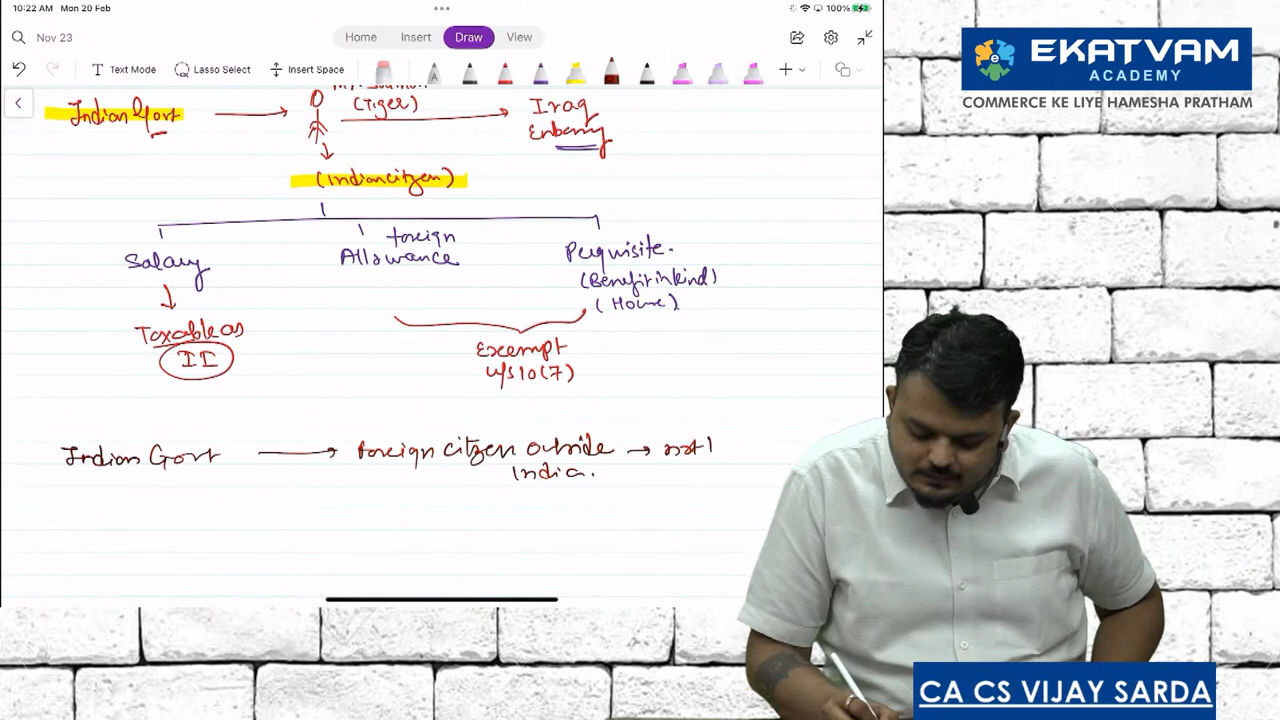 10:22 AM Mon 20 Feb
100%
Nov 23
Home Insert Draw View
Text Mode Lasso Select Insert Space
EKATVAM
ACADEMY
COMMERCE KE LIYE HAMESHA PRATHAM
Indian Govt
(Tiger)
Iraq
Embassy
(Indian citizen)
Salary
foreign
Allowance
Perquisite.
(Benefit in kind)
(Home)
Taxable as
II
Exempt
u/s 10(7)
Indian Govt → foreign citizen outside → not
India.
CA CS VIJAY SARDA